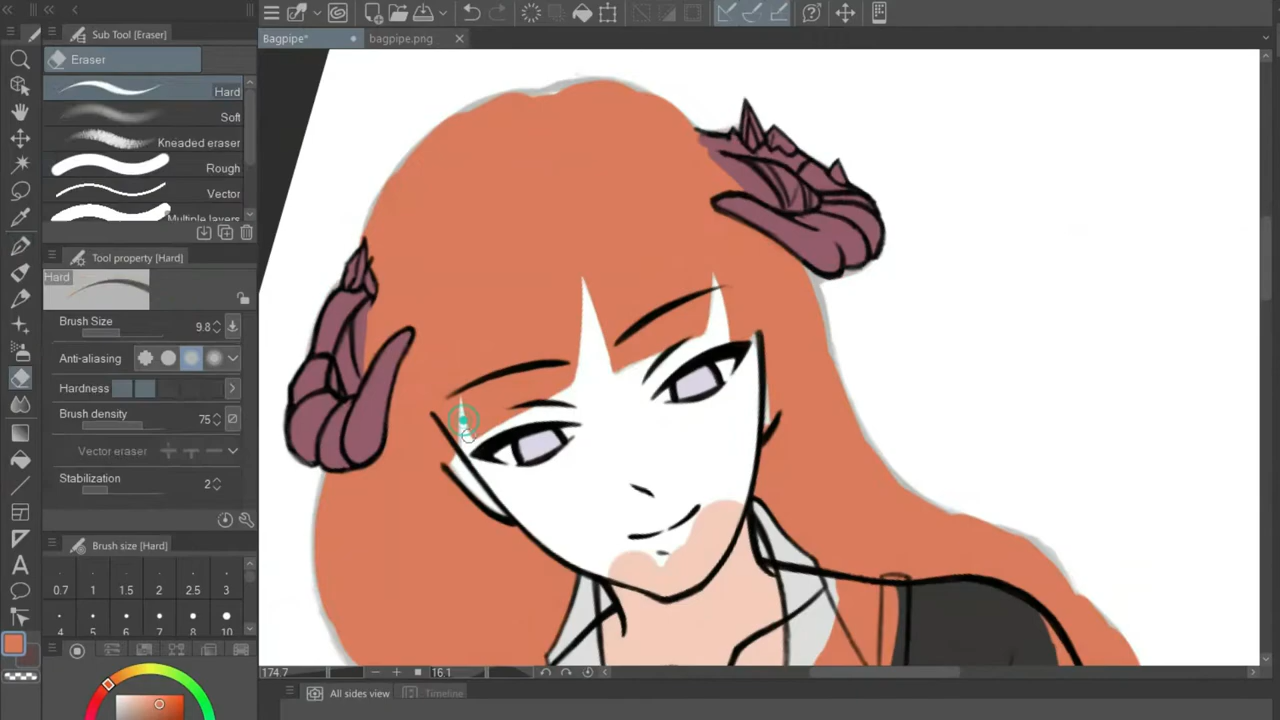 Sub Tool [Eraser]
Bagpipe*
bagpipe.png
Eraser
Hard
Soft
Kneaded eraser
Rough
Vector
Multiple layers
Tool property [Hard]
Hard
Brush Size 9.8
Anti-aliasing
Hardness
Brush density 75
Vector eraser
Stabilization 2
Brush size [Hard]
0.7 1 1.5 2 2.5 3
4 5 6 7 8 10
174.7
16:1
All sides view
Timeline